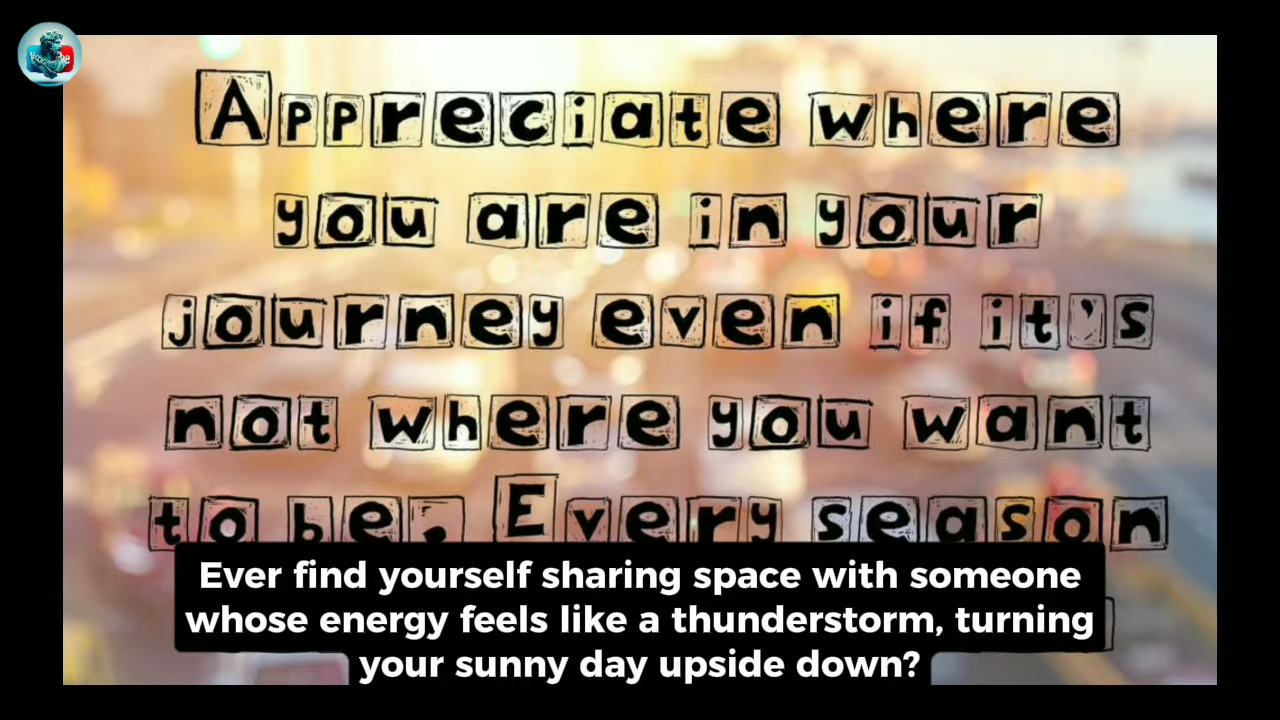 Appreciate where
you are in your
journey even if it's
not where you want
to be. Every season
Ever find yourself sharing space with someone
whose energy feels like a thunderstorm, turning
your sunny day upside down?